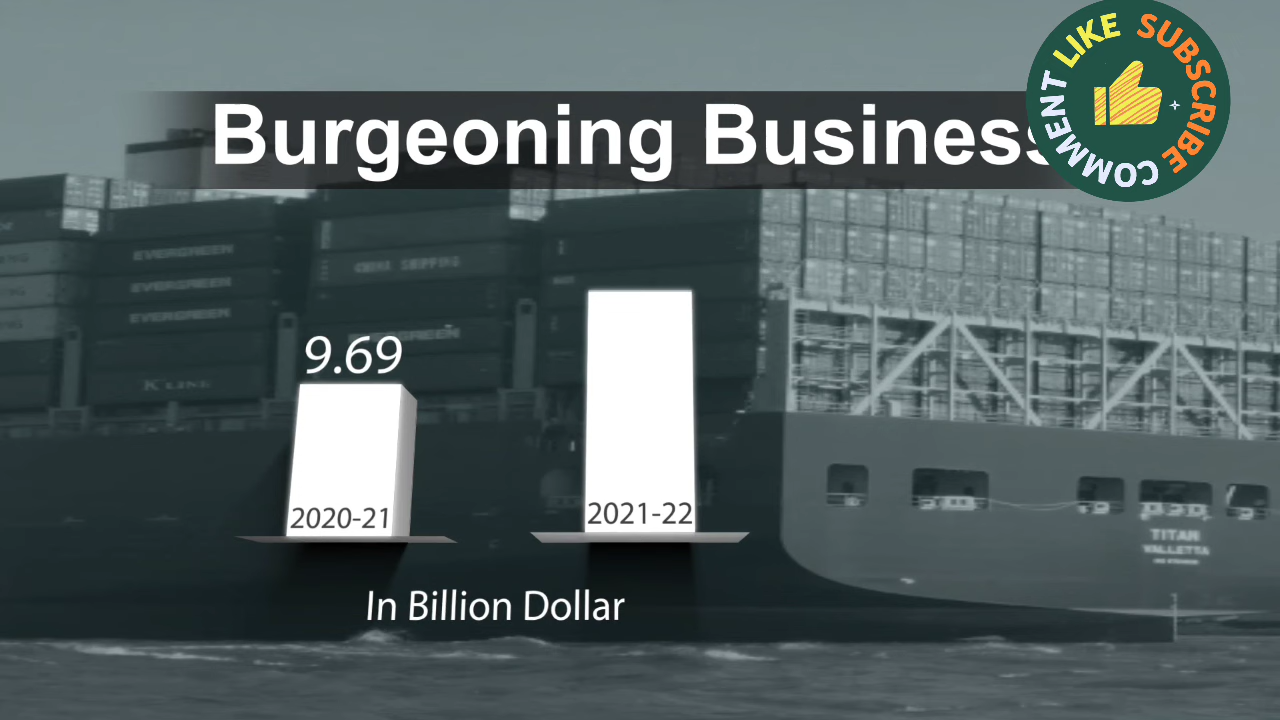 Burgeoning Business
LIKE SUBSCRIBE COMMENT
EVERGREEN
EVERGREEN
EVERGREEN
K LINE
9.69
2020-21
2021-22
In Billion Dollar
TITAN
VALLETTA